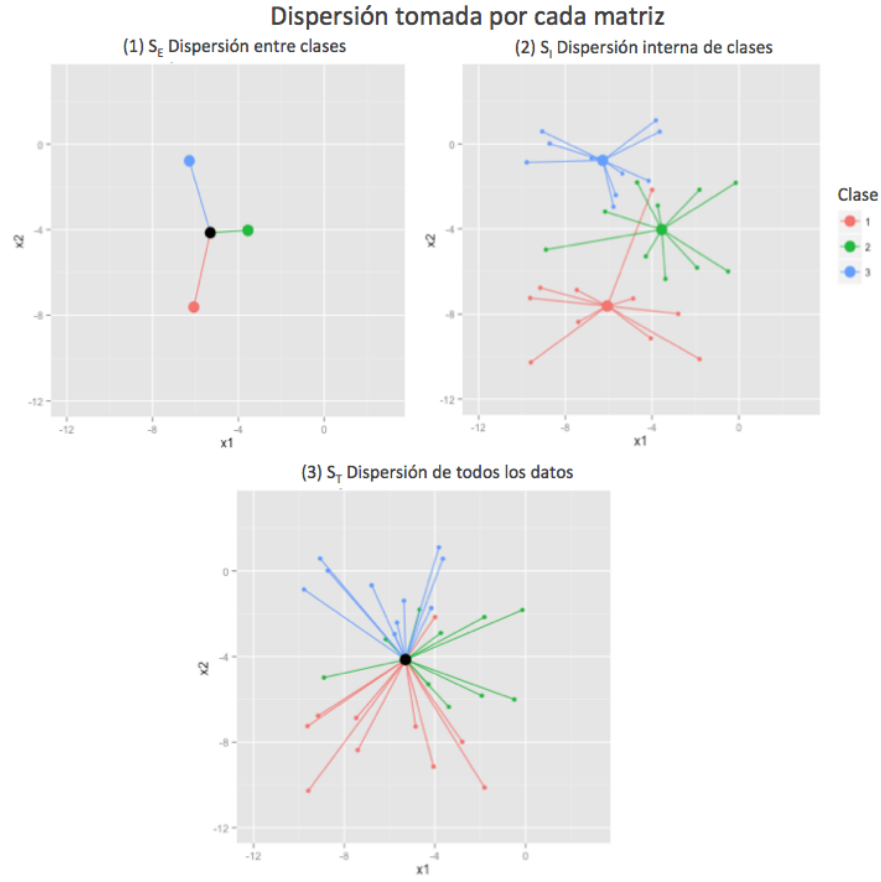 Dispersión tomada por cada matriz
(1) S_E Dispersión entre clases
(2) S_I Dispersión interna de clases
0
-4
-8
-12
x2
-12
-8
-4
0
x1
0
-4
-8
-12
x2
-12
-8
-4
0
x1
Clase
1
2
3
(3) S_T Dispersión de todos los datos
0
-4
-8
-12
x2
-12
-8
-4
0
x1